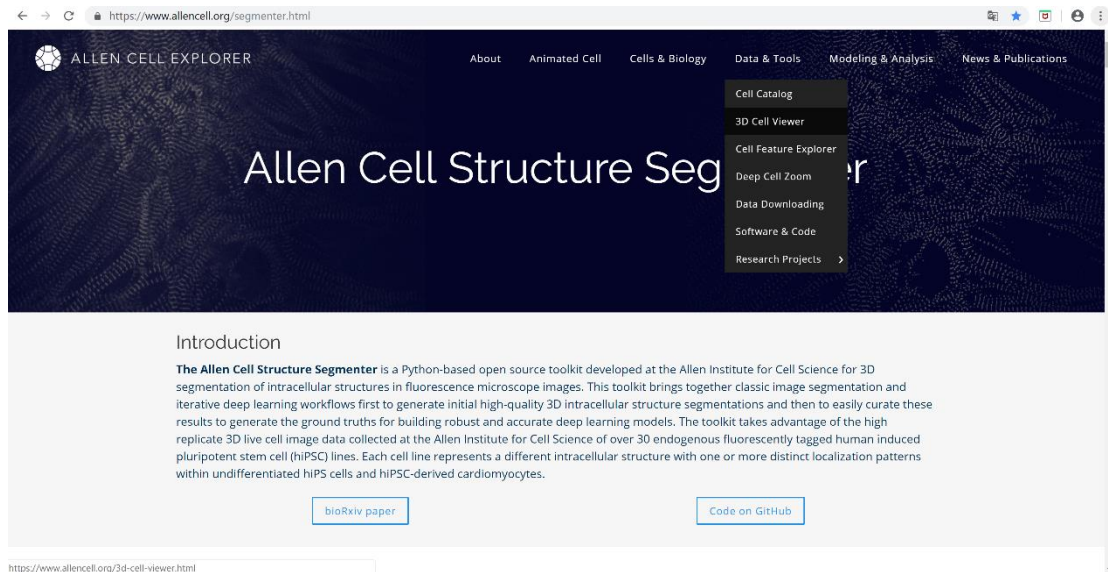 https://www.allencell.org/segmenter.html
ALLEN CELL EXPLORER
About Animated Cell Cells & Biology Data & Tools Modeling & Analysis News & Publications
Cell Catalog
3D Cell Viewer
Cell Feature Explorer
Deep Cell Zoom
Data Downloading
Software & Code
Research Projects
Allen Cell Structure Seg er
Introduction
The Allen Cell Structure Segmenter is a Python-based open source toolkit developed at the Allen Institute for Cell Science for 3D
segmentation of intracellular structures in fluorescence microscope images. This toolkit brings together classic image segmentation and
iterative deep learning workflows first to generate initial high-quality 3D intracellular structure segmentations and then to easily curate these
results to generate the ground truths for building robust and accurate deep learning models. The toolkit takes advantage of the high
replicate 3D live cell image data collected at the Allen Institute for Cell Science of over 30 endogenous fluorescently tagged human induced
pluripotent stem cell (hiPSC) lines. Each cell line represents a different intracellular structure with one or more distinct localization patterns
within undifferentiated hiPS cells and hiPSC-derived cardiomyocytes.
bioRxiv paper Code on GitHub
https://www.allencell.org/3d-cell-viewer.html